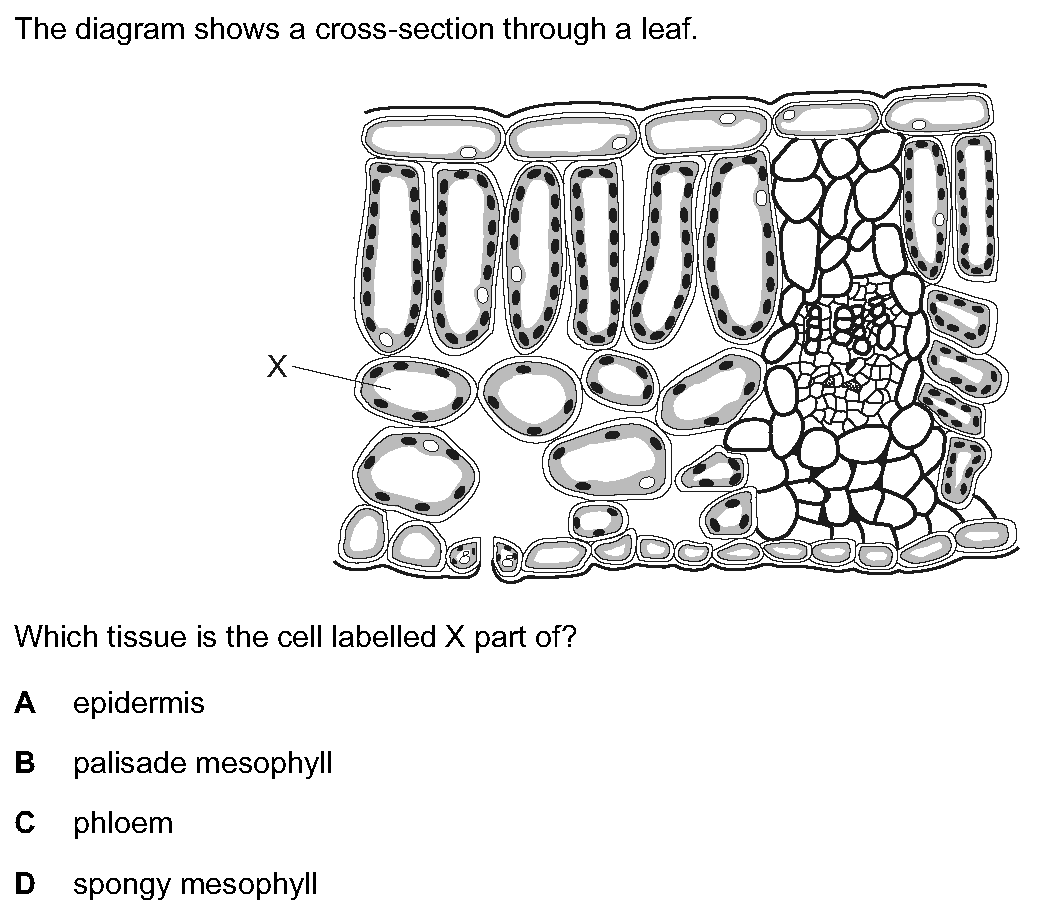 The diagram shows a cross-section through a leaf.
X
Which tissue is the cell labelled X part of?
A epidermis
B palisade mesophyll
C phloem
D spongy mesophyll